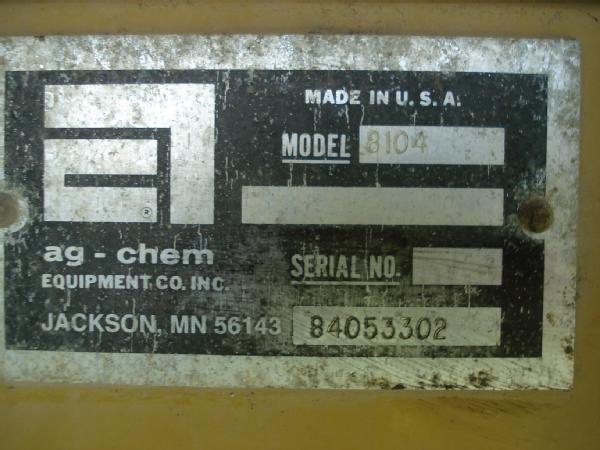 MADE IN U.S.A.
MODEL 8104
®
ag - chem
EQUIPMENT CO. INC.
SERIAL NO.
JACKSON, MN 56143 84053302